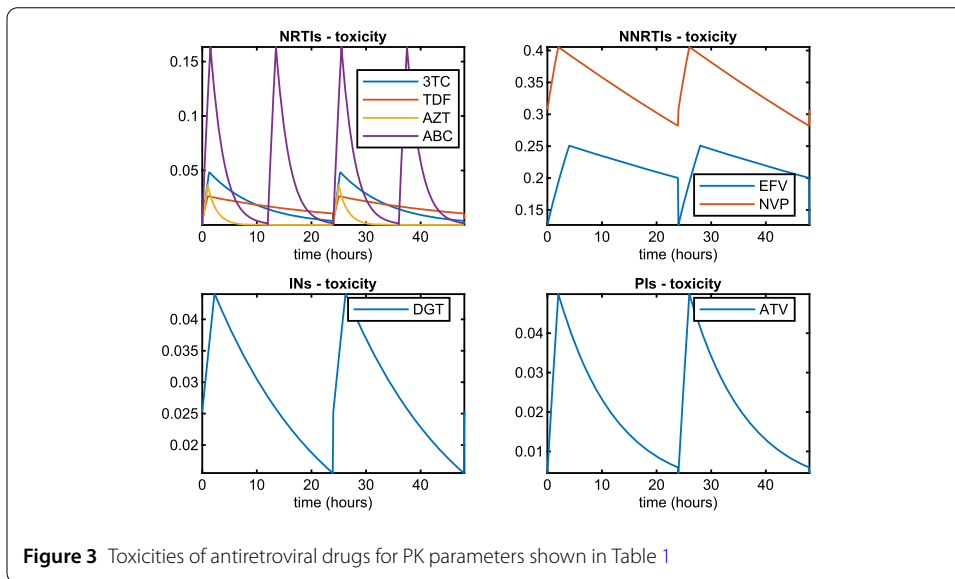 NRTIs - toxicity
0.15
0.1
0.05
3TC
TDF
AZT
ABC
0 10 20 30 40
time (hours)
NNRTIs - toxicity
0.4
0.35
0.3
0.25
0.2
0.15
EFV
NVP
0 10 20 30 40
time (hours)
INs - toxicity
0.04
0.035
0.03
0.025
0.02
DGT
0 10 20 30 40
time (hours)
PIs - toxicity
0.05
0.04
0.03
0.02
0.01
ATV
0 10 20 30 40
time (hours)
Figure 3 Toxicities of antiretroviral drugs for PK parameters shown in Table 1